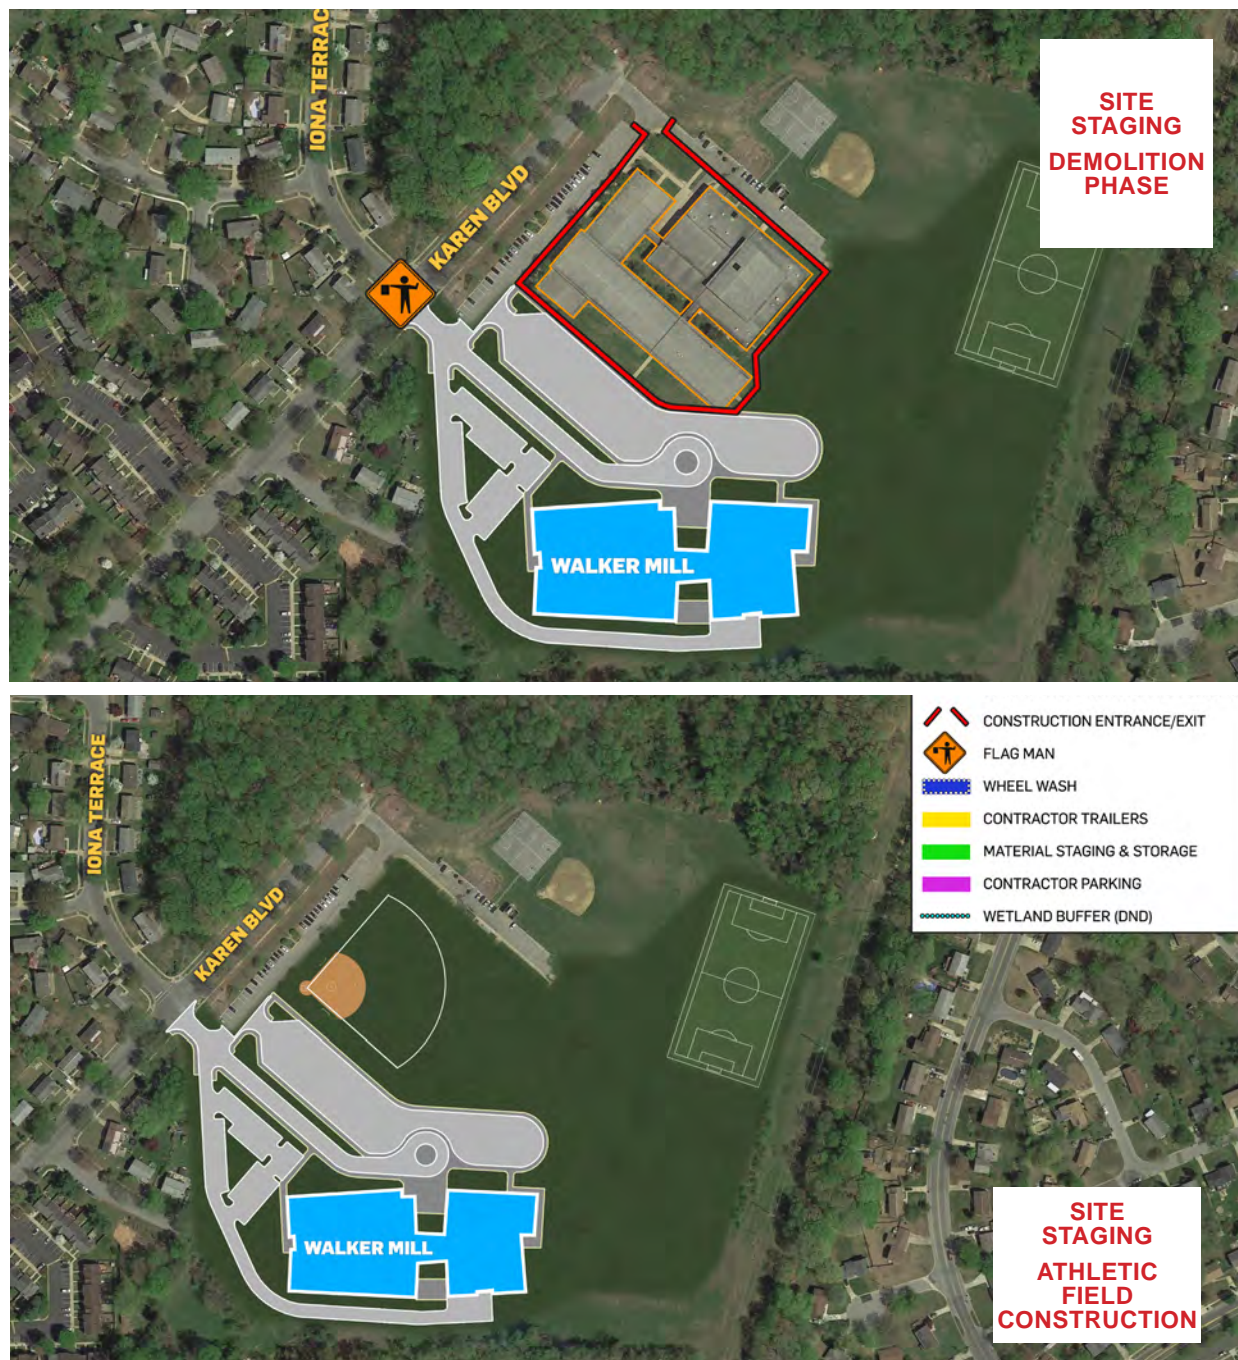 IONA TERRAC
KAREN BLVD
SITE
STAGING
DEMOLITION
PHASE
WALKER MILL
IONA TERRACE
KAREN BLVD
WALKER MILL
CONSTRUCTION ENTRANCE/EXIT
FLAG MAN
WHEEL WASH
CONTRACTOR TRAILERS
MATERIAL STAGING & STORAGE
CONTRACTOR PARKING
WETLAND BUFFER (DND)
SITE
STAGING
ATHLETIC
FIELD
CONSTRUCTION